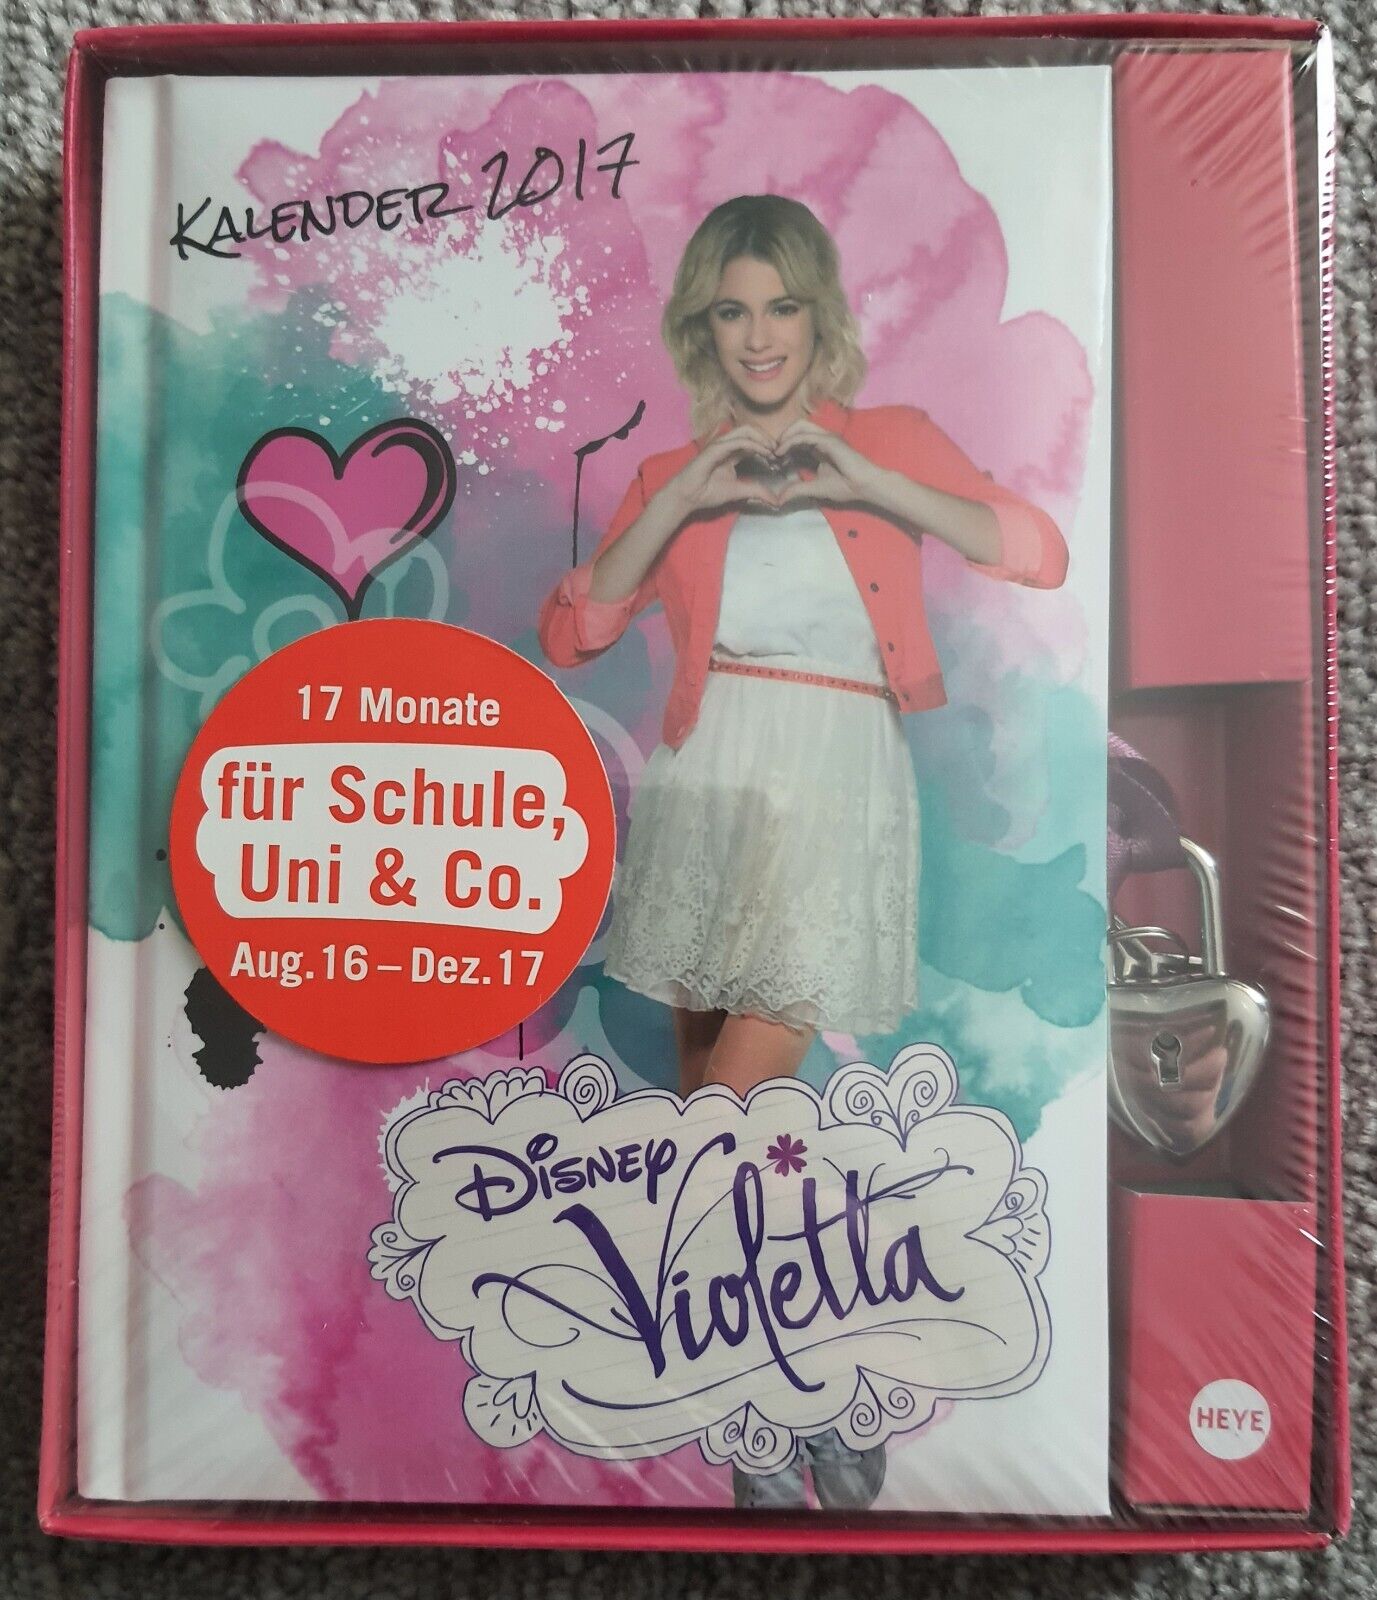 KALENDER 2017
17 Monate
für Schule,
Uni & Co.
Aug. 16 – Dez. 17
DISNEY
Violetta
HEYE